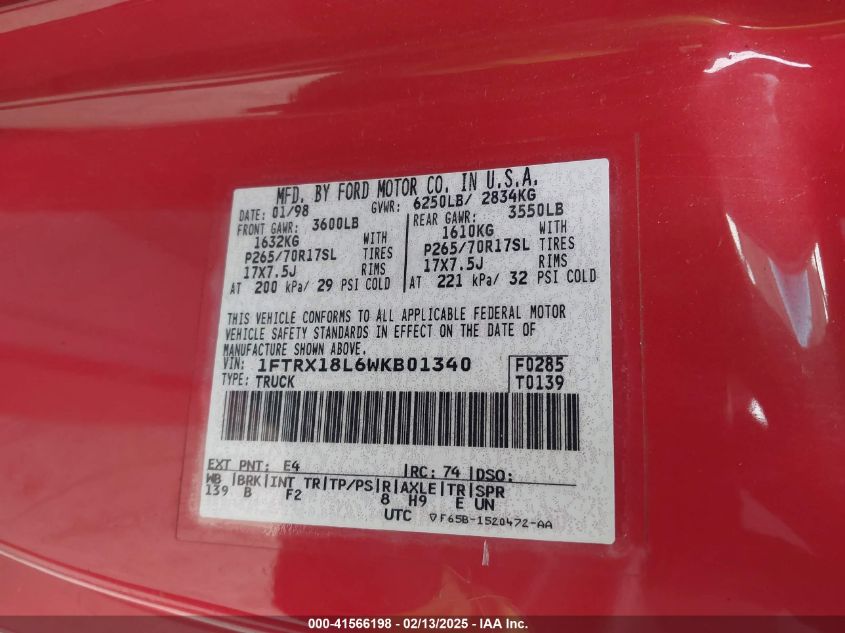 MFD. BY FORD MOTOR CO. IN U.S.A.
DATE: 01/98 GVWR: 6250LB/ 2834KG
FRONT GAWR: 3600LB REAR GAWR: 3550LB
1632KG WITH 1610KG WITH
P265/70R17SL TIRES P265/70R17SL TIRES
17X7.5J RIMS 17X7.5J RIMS
AT 200 kPa/ 29 PSI COLD AT 221 kPa/ 32 PSI COLD
THIS VEHICLE CONFORMS TO ALL APPLICABLE FEDERAL MOTOR
VEHICLE SAFETY STANDARDS IN EFFECT ON THE DATE OF
MANUFACTURE SHOWN ABOVE.
VIN: 1FTRX18L6WKB01340 F0285
TYPE: TRUCK T0139
EXT PNT: E4 RC: 74 DSO:
WB BRK INT TR TP/PS R AXLE TR SPR
139 B F2 8 H9 E UN
UTC ▽F65B-1520472-AA
000-41566198 - 02/13/2025 - IAAI.com